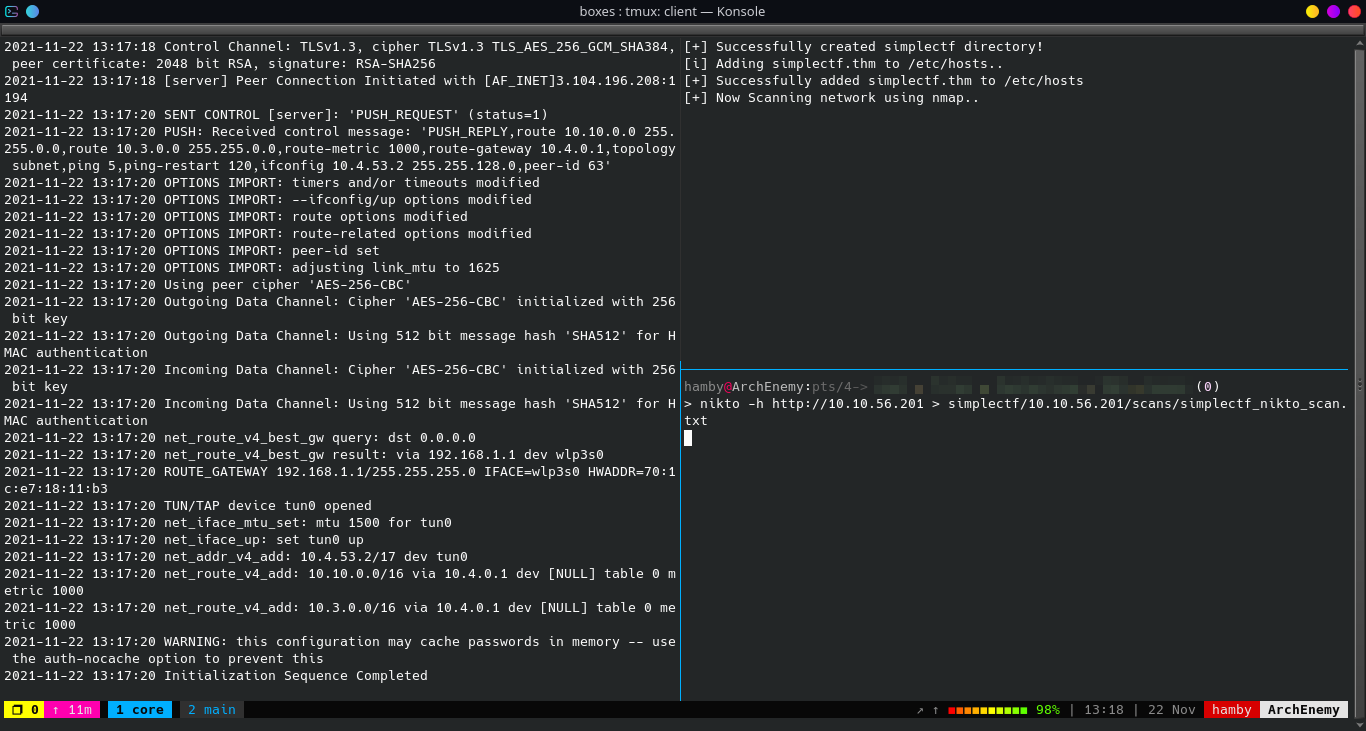 boxes : tmux: client — Konsole
2021-11-22 13:17:18 Control Channel: TLSv1.3, cipher TLSv1.3 TLS_AES_256_GCM_SHA384,
peer certificate: 2048 bit RSA, signature: RSA-SHA256
2021-11-22 13:17:18 [server] Peer Connection Initiated with [AF_INET]3.104.196.208:1
194
2021-11-22 13:17:20 SENT CONTROL [server]: 'PUSH_REQUEST' (status=1)
2021-11-22 13:17:20 PUSH: Received control message: 'PUSH_REPLY,route 10.10.0.0 255.
255.0.0,route 10.3.0.0 255.255.0.0,route-metric 1000,route-gateway 10.4.0.1,topology
subnet,ping 5,ping-restart 120,ifconfig 10.4.53.2 255.255.128.0,peer-id 63'
2021-11-22 13:17:20 OPTIONS IMPORT: timers and/or timeouts modified
2021-11-22 13:17:20 OPTIONS IMPORT: --ifconfig/up options modified
2021-11-22 13:17:20 OPTIONS IMPORT: route options modified
2021-11-22 13:17:20 OPTIONS IMPORT: route-related options modified
2021-11-22 13:17:20 OPTIONS IMPORT: peer-id set
2021-11-22 13:17:20 OPTIONS IMPORT: adjusting link_mtu to 1625
2021-11-22 13:17:20 Using peer cipher 'AES-256-CBC'
2021-11-22 13:17:20 Outgoing Data Channel: Cipher 'AES-256-CBC' initialized with 256
bit key
2021-11-22 13:17:20 Outgoing Data Channel: Using 512 bit message hash 'SHA512' for H
MAC authentication
2021-11-22 13:17:20 Incoming Data Channel: Cipher 'AES-256-CBC' initialized with 256
bit key
2021-11-22 13:17:20 Incoming Data Channel: Using 512 bit message hash 'SHA512' for H
MAC authentication
2021-11-22 13:17:20 net_route_v4_best_gw query: dst 0.0.0.0
2021-11-22 13:17:20 net_route_v4_best_gw result: via 192.168.1.1 dev wlp3s0
2021-11-22 13:17:20 ROUTE_GATEWAY 192.168.1.1/255.255.255.0 IFACE=wlp3s0 HWADDR=70:1
c:e7:18:11:b3
2021-11-22 13:17:20 TUN/TAP device tun0 opened
2021-11-22 13:17:20 net_iface_mtu_set: mtu 1500 for tun0
2021-11-22 13:17:20 net_iface_up: set tun0 up
2021-11-22 13:17:20 net_addr_v4_add: 10.4.53.2/17 dev tun0
2021-11-22 13:17:20 net_route_v4_add: 10.10.0.0/16 via 10.4.0.1 dev [NULL] table 0 m
etric 1000
2021-11-22 13:17:20 net_route_v4_add: 10.3.0.0/16 via 10.4.0.1 dev [NULL] table 0 me
tric 1000
2021-11-22 13:17:20 WARNING: this configuration may cache passwords in memory -- use
the auth-nocache option to prevent this
2021-11-22 13:17:20 Initialization Sequence Completed
[+] Successfully created simplectf directory!
[i] Adding simplectf.thm to /etc/hosts..
[+] Successfully added simplectf.thm to /etc/hosts
[+] Now Scanning network using nmap..
hamby@ArchEnemy:pts/4-> (0)
> nikto -h http://10.10.56.201 > simplectf/10.10.56.201/scans/simplectf_nikto_scan.
txt
0 ↑ 11m 1 core 2 main ↗ ↑ 98% | 13:18 | 22 Nov hamby ArchEnemy